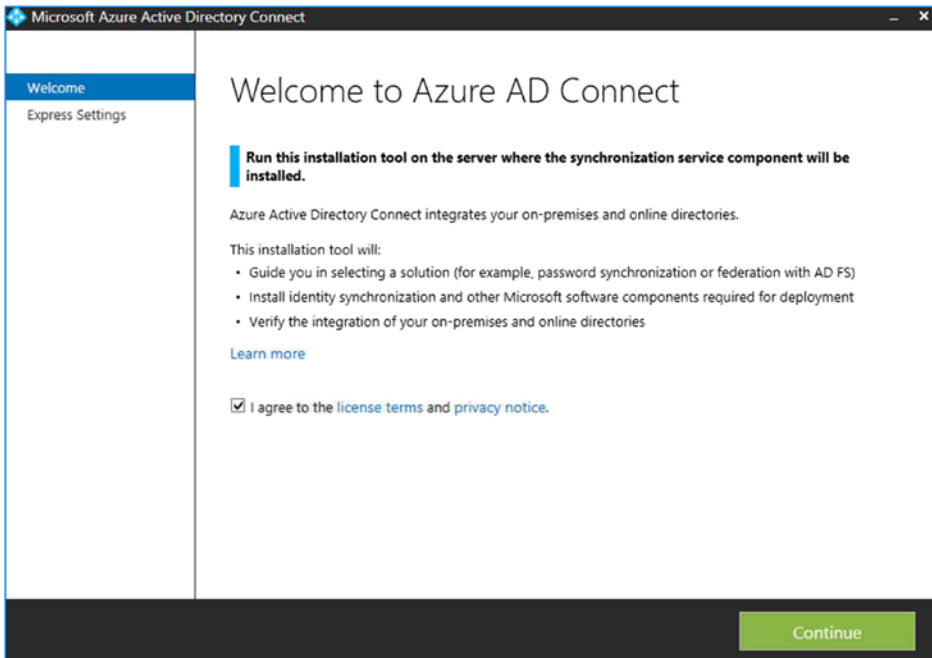 Microsoft Azure Active Directory Connect
Welcome
Express Settings
Welcome to Azure AD Connect
Run this installation tool on the server where the synchronization service component will be
installed.
Azure Active Directory Connect integrates your on-premises and online directories.
This installation tool will:
• Guide you in selecting a solution (for example, password synchronization or federation with AD FS)
• Install identity synchronization and other Microsoft software components required for deployment
• Verify the integration of your on-premises and online directories
Learn more
I agree to the license terms and privacy notice.
Continue